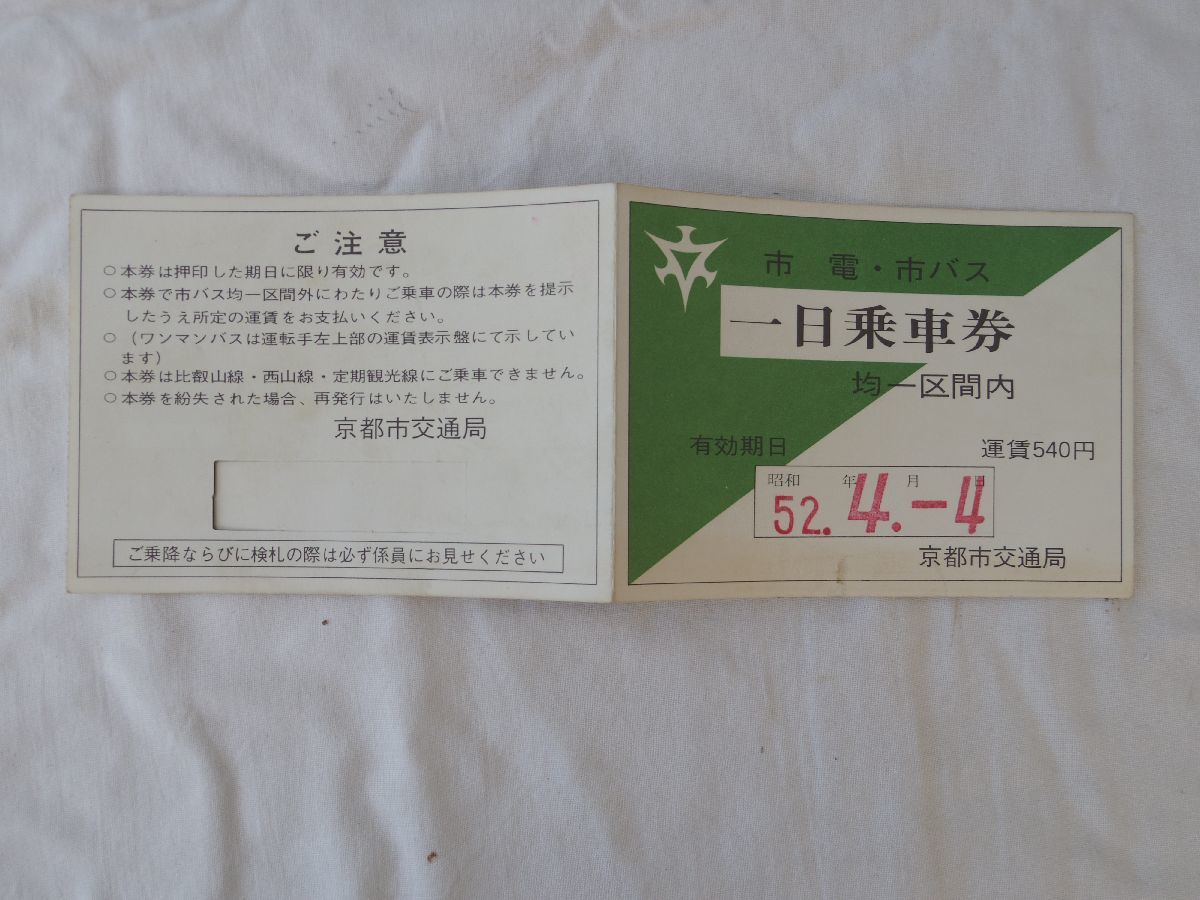 ご注意
○本券は押印した期日に限り有効です。
○本券で市バス均一区間外にわたりご乗車の際は本券を提示
したうえ所定の運賃をお支払いください。
○（ワンマンバスは運転手左上部の運賃表示盤にて示してい
ます）
○本券は比叡山線・西山線・定期観光線にご乗車できません。
○本券を紛失された場合、再発行はいたしません。
京都市交通局
ご乗降ならびに検札の際は必ず係員にお見せください
市電・市バス
一日乗車券
均一区間内
有効期日 運賃540円
昭和 年 月 日
52. 4. -4
京都市交通局